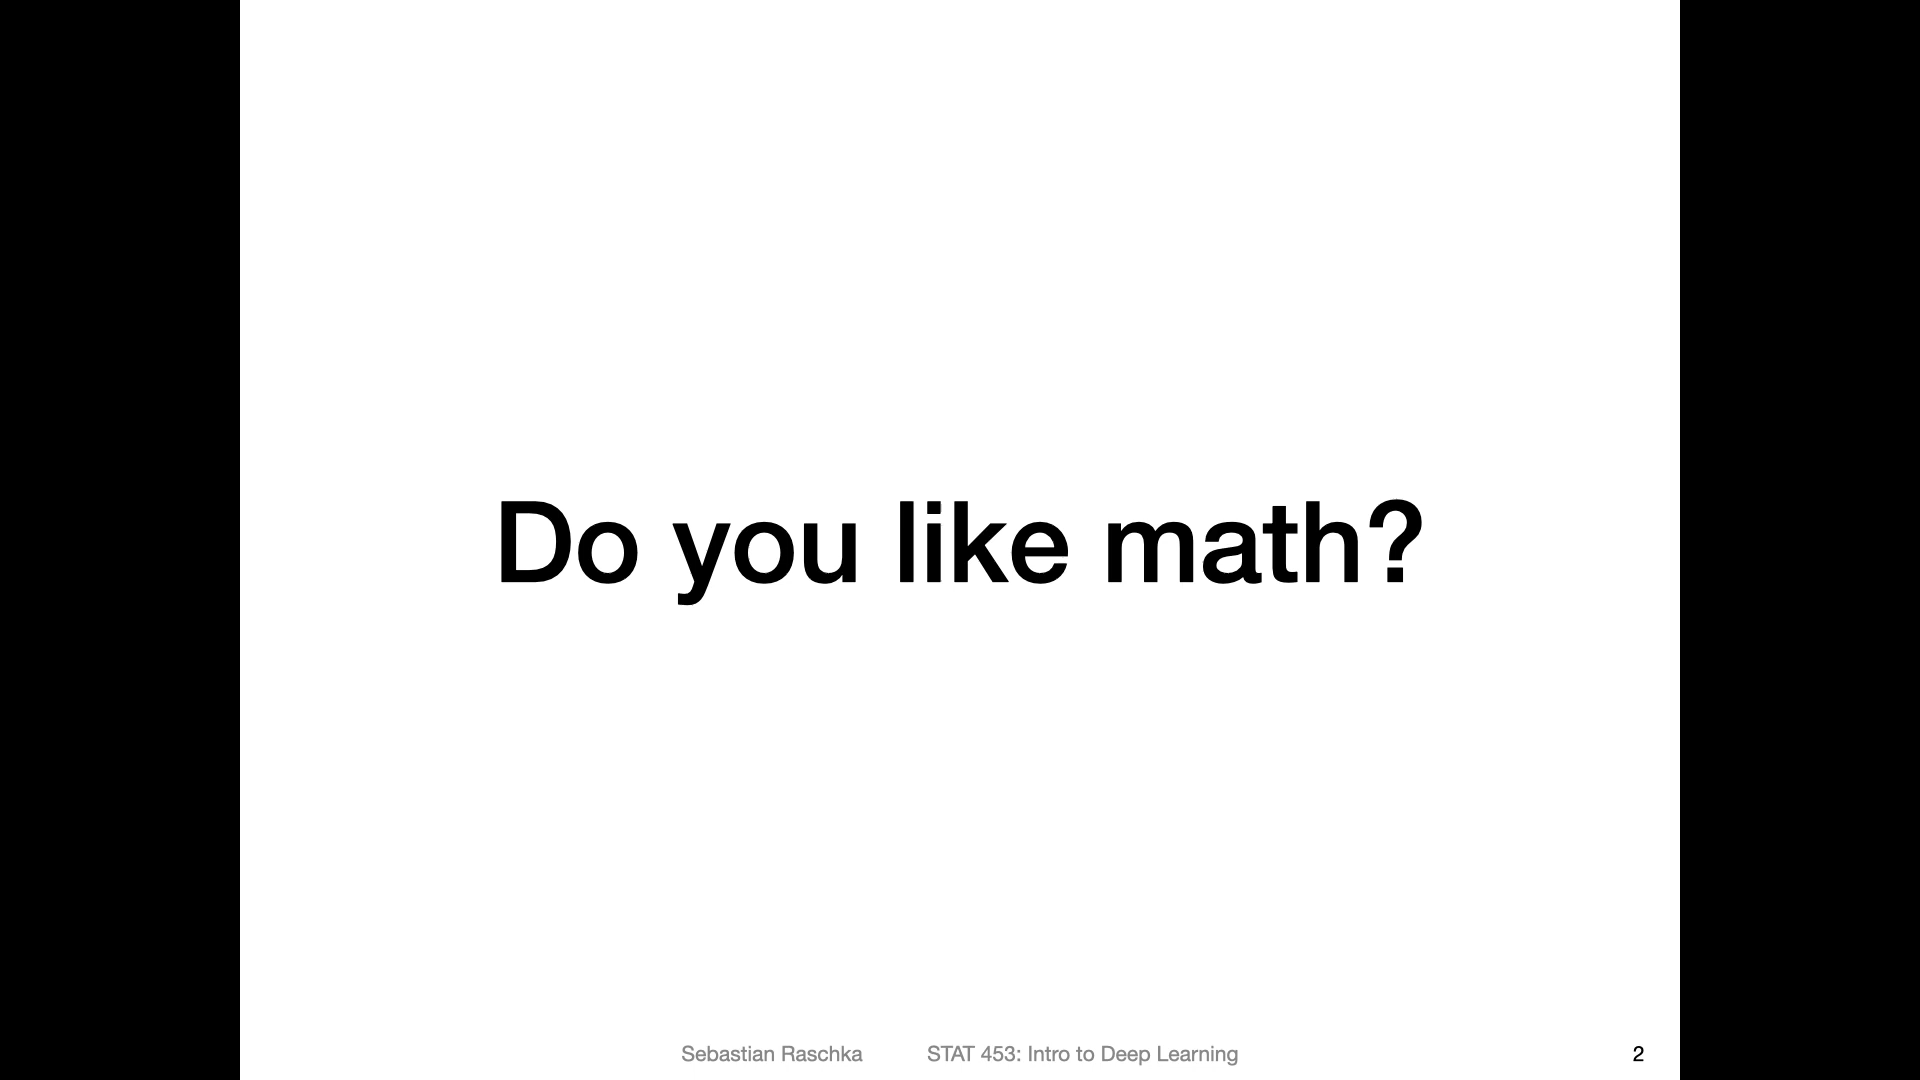 Do you like math?
Sebastian Raschka STAT 453: Intro to Deep Learning 2